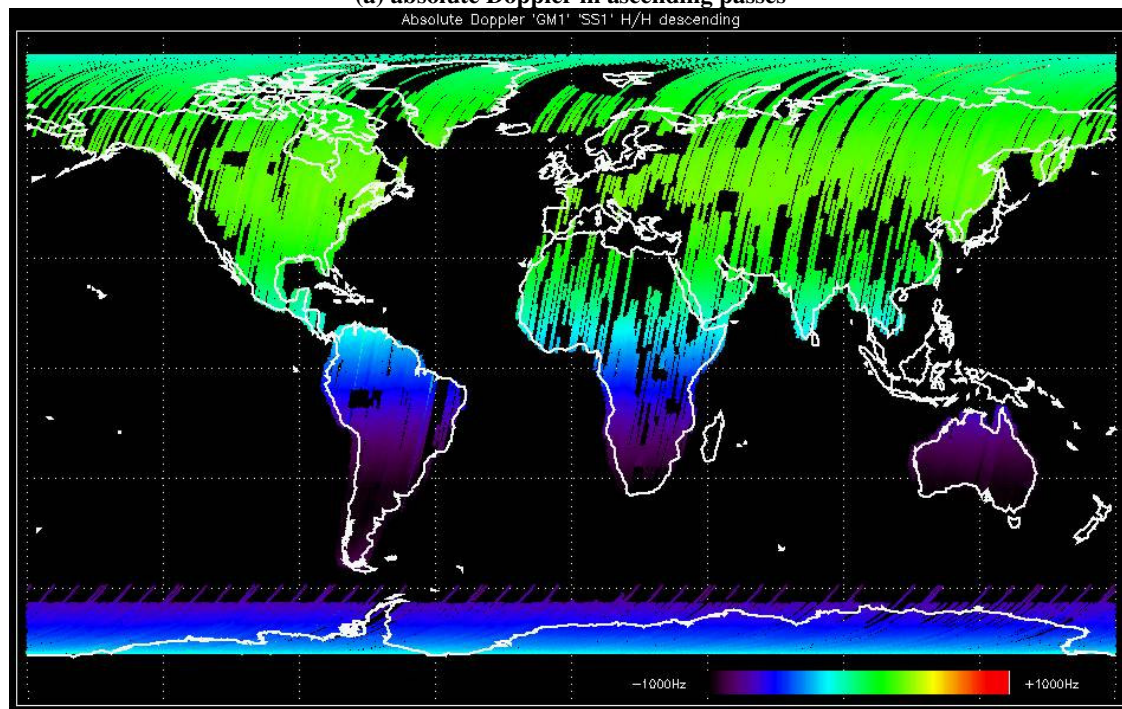 (a) absolute Doppler in ascending passes
Absolute Doppler 'GM1' 'SS1' H/H descending
−1000Hz +1000Hz